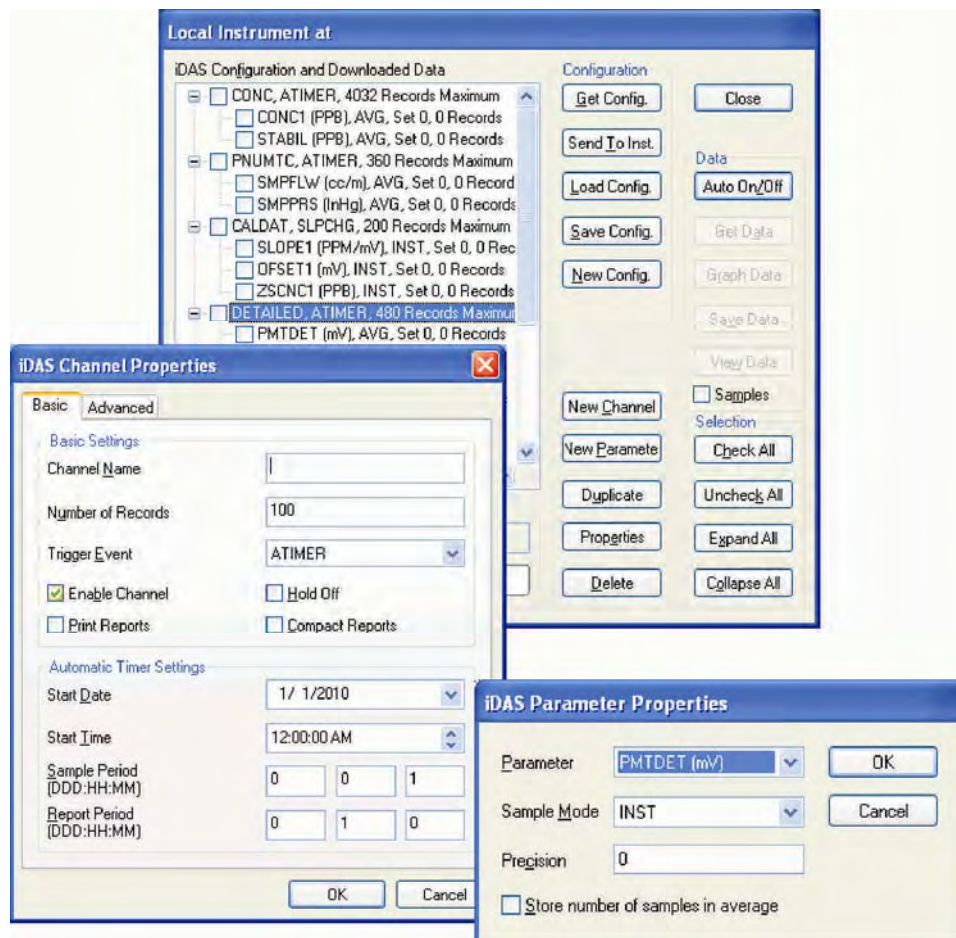 Local Instrument at
iDAS Configuration and Downloaded Data
CONC, ATIMER, 4032 Records Maximum
CONC1 (PPB), AVG, Set 0, 0 Records
STABIL (PPB), AVG, Set 0, 0 Records
PNUMTC, ATIMER, 360 Records Maximum
SMPFLW (cc/m), AVG, Set 0, 0 Record
SMPPRS (InHg), AVG, Set 0, 0 Records
CALDAT, SLPCHG, 200 Records Maximum
SLOPE1 (PPM/mV), INST, Set 0, 0 Rec
OFSET1 (mV), INST, Set 0, 0 Records
ZSCNC1 (PPB), INST, Set 0, 0 Records
DETAILED, ATIMER, 480 Records Maximur
PMTDET (mV), AVG, Set 0, 0 Records
Configuration
Get Config.
Send To Inst.
Load Config.
Save Config.
New Config.
New Channel
New Paramete
Duplicate
Properties
Delete
Close
Data
Auto On/Off
Get Data
Graph Data
Save Data
View Data
Samples
Selection
Check All
Uncheck All
Expand All
Collapse All
iDAS Channel Properties
Basic
Advanced
Basic Settings
Channel Name
Number of Records
100
Trigger Event
ATIMER
Enable Channel
Hold Off
Print Reports
Compact Reports
Automatic Timer Settings
Start Date
1/ 1/2010
Start Time
12:00:00 AM
Sample Period
(DDD:HH:MM)
0
0
1
Report Period
(DDD:HH:MM)
0
1
0
OK
Cancel
iDAS Parameter Properties
Parameter
PMTDET (mV)
OK
Sample Mode
INST
Cancel
Precision
0
Store number of samples in average